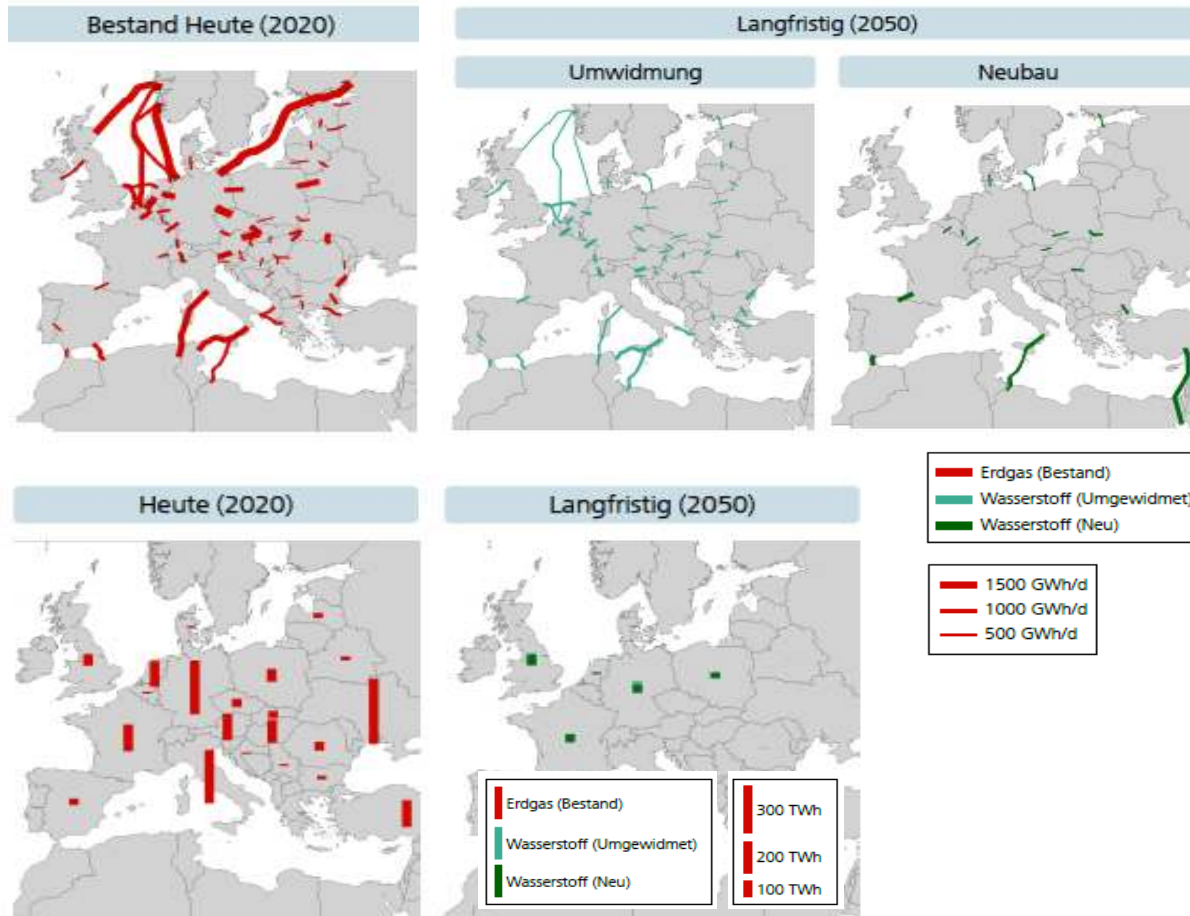 Bestand Heute (2020)
Langfristig (2050)
Umwidmung
Neubau
Erdgas (Bestand)
Wasserstoff (Umgewidmet)
Wasserstoff (Neu)
1500 GWh/d
1000 GWh/d
500 GWh/d
Heute (2020)
Langfristig (2050)
Erdgas (Bestand)
Wasserstoff (Umgewidmet)
Wasserstoff (Neu)
300 TWh
200 TWh
100 TWh